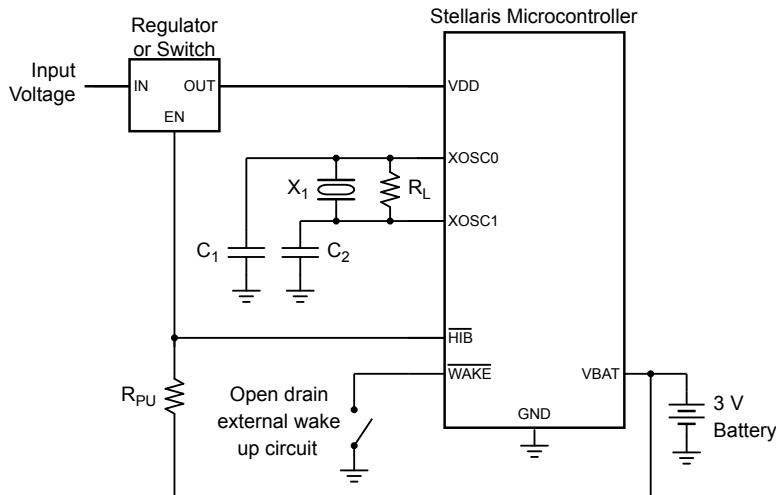 Stellaris Microcontroller
Regulator
or Switch
Input
Voltage
IN
OUT
EN
VDD
XOSC0
X1
RL
XOSC1
C1
C2
HIB
WAKE
VBAT
RPU
Open drain
external wake
up circuit
GND
3 V
Battery